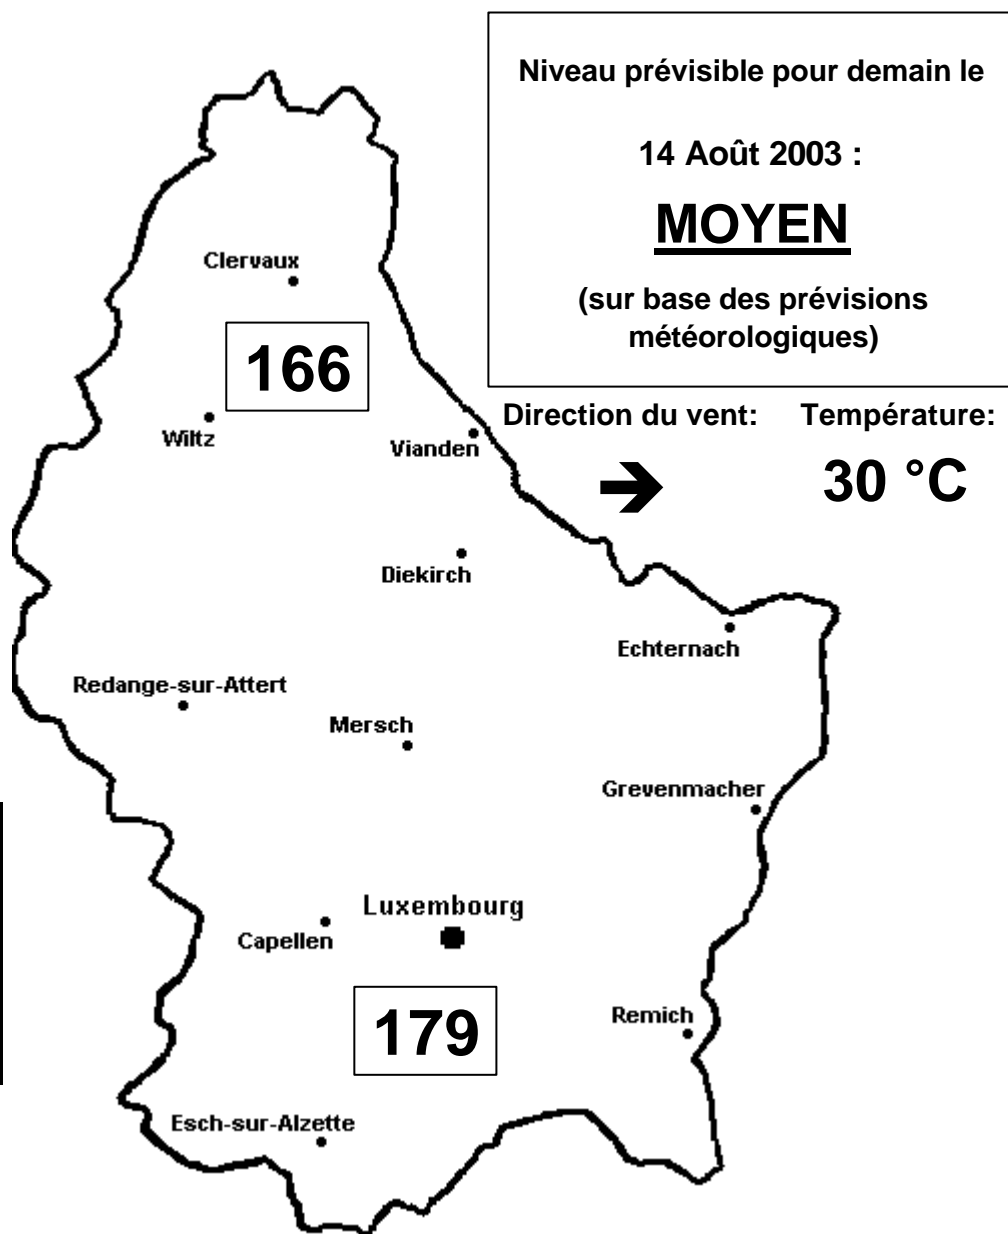 Niveau prévisible pour demain le
14 Août 2003 :
MOYEN
(sur base des prévisions
météorologiques)
Direction du vent:
Température:
30 °C
Clervaux
166
Wiltz
Vianden
Diekirch
Echternach
Redange-sur-Attert
Mersch
Grevenmacher
Luxembourg
Capellen
179
Remich
Esch-sur-Alzette